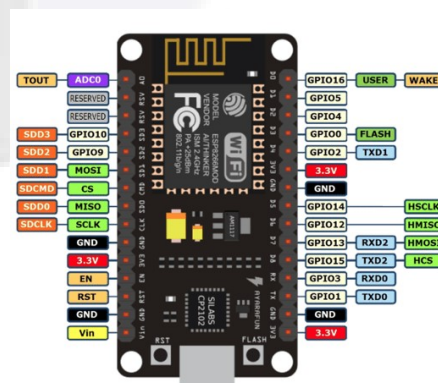 TOUT ADC0 A0 D0 GPIO16 USER WAKE
RESERVED RSV D1 GPIO5
RESERVED RSV D2 GPIO4
SDD3 GPIO10 SD3 D3 GPIO0 FLASH
SDD2 GPIO9 SD2 D4 GPIO2 TXD1
SDD1 MOSI SD1 3V3 3.3V
SDCMD CS CMD GND GND
SDD0 MISO SDO D5 GPIO14 HSCLK
SDCLK SCLK CLK D6 GPIO12 HMISO
GND GND D7 GPIO13 RXD2 HMOSI
3.3V 3V3 D8 GPIO15 TXD2 HCS
EN EN RX GPIO3 RXD0
RST RST TX GPIO1 TXD0
GND GND GND GND
Vin Vin 3V3 3.3V
MODEL ESP8266MOD
VENDOR AI-THINKER
ISM 2.4GHz
PA +25dBm
802.11b/g/n
FC
Wi Fi
AM1117
AYARAFUN
SILABS
CP2102
RST FLASH